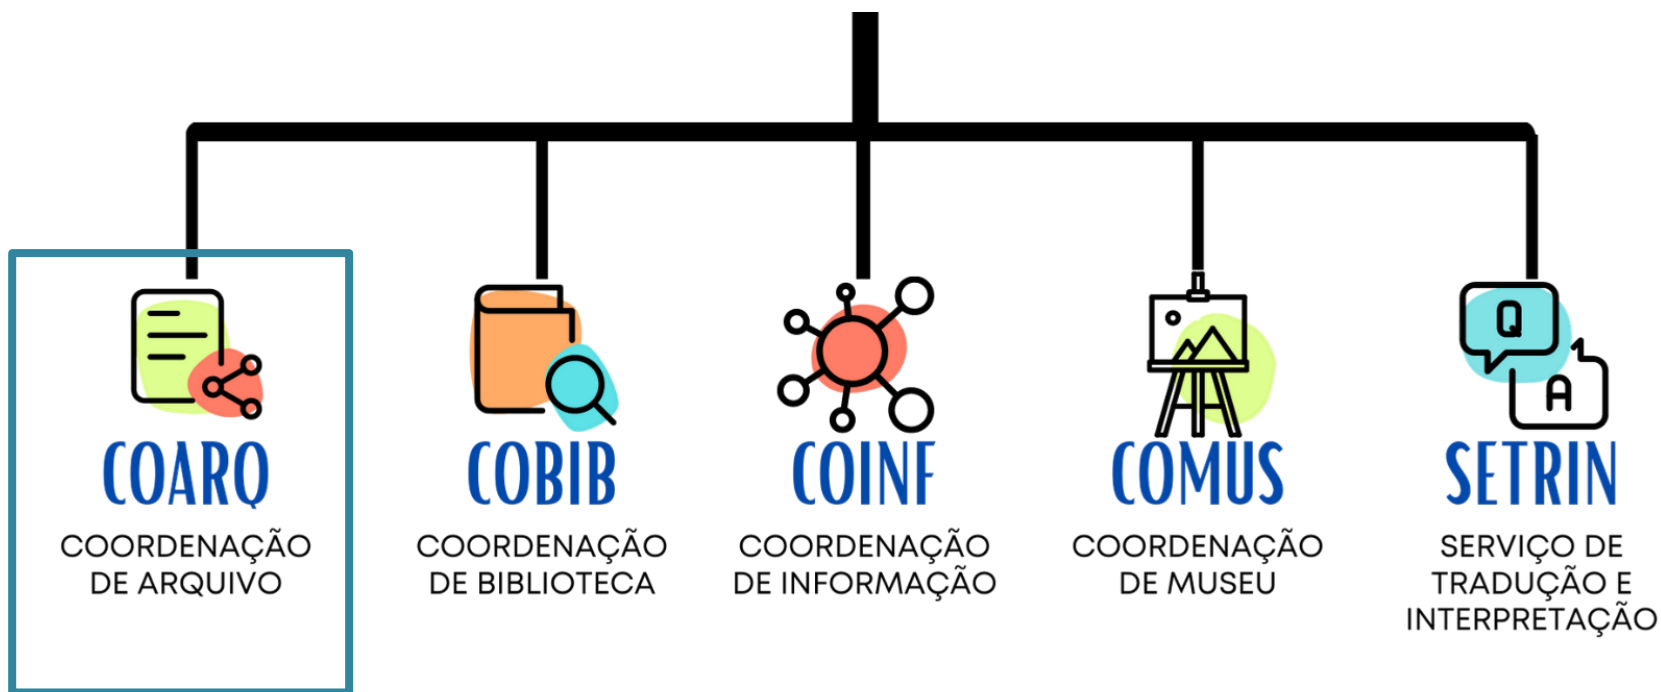 Q
A
COARQ
COORDENAÇÃO
DE ARQUIVO
COBIB
COORDENAÇÃO
DE BIBLIOTECA
COINF
COORDENAÇÃO
DE INFORMAÇÃO
COMUS
COORDENAÇÃO
DE MUSEU
SETRIN
SERVIÇO DE
TRADUÇÃO E
INTERPRETAÇÃO